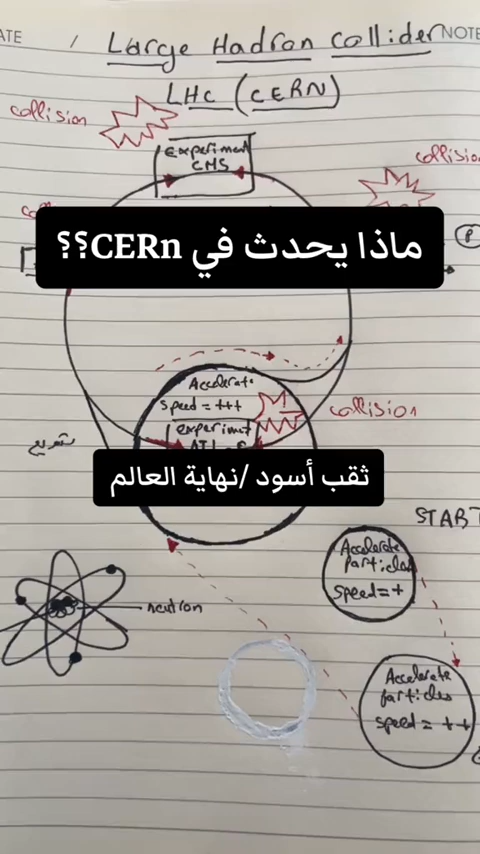 ATE / Large Hadron Collider NOTE
LHC (CERN)
collision
Experiment
CMS
collision
ماذا يحدث في CERn؟؟
P
Accelerate
speed = +++
collision
experiment
تسريع
ثقب أسود /نهاية العالم
START
Accelerate
particles
speed = +
neutron
Accelerate
particles
speed = ++